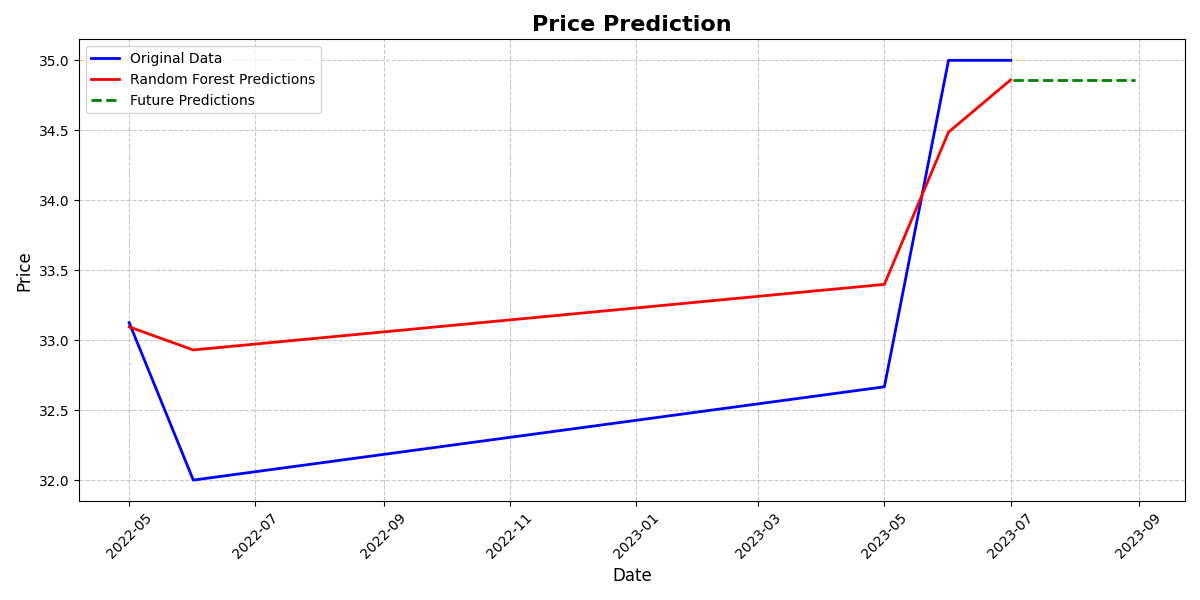 Price Prediction
Original Data
Random Forest Predictions
Future Predictions
Price
35.0
34.5
34.0
33.5
33.0
32.5
32.0
2022-05
2022-07
2022-09
2022-11
2023-01
2023-03
2023-05
2023-07
2023-09
Date